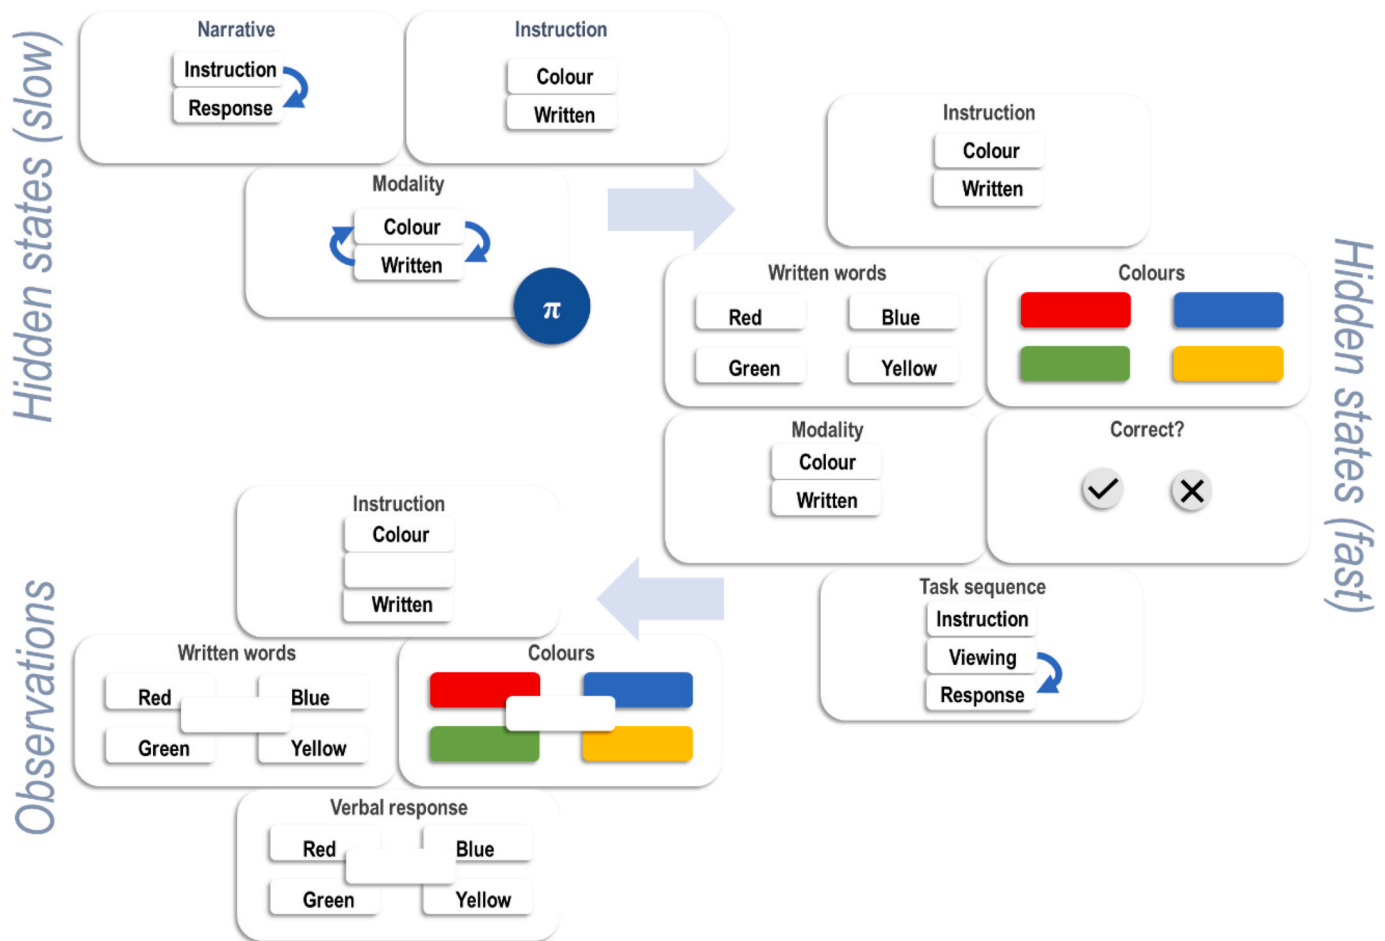 Hidden states (slow)
Narrative
Instruction
Response
Instruction
Colour
Written
Modality
Colour
Written
π
Hidden states (fast)
Instruction
Colour
Written
Written words
Red
Blue
Green
Yellow
Colours
Modality
Colour
Written
Correct?
Task sequence
Instruction
Viewing
Response
Observations
Instruction
Colour
Written
Written words
Red
Blue
Green
Yellow
Colours
Verbal response
Red
Blue
Green
Yellow